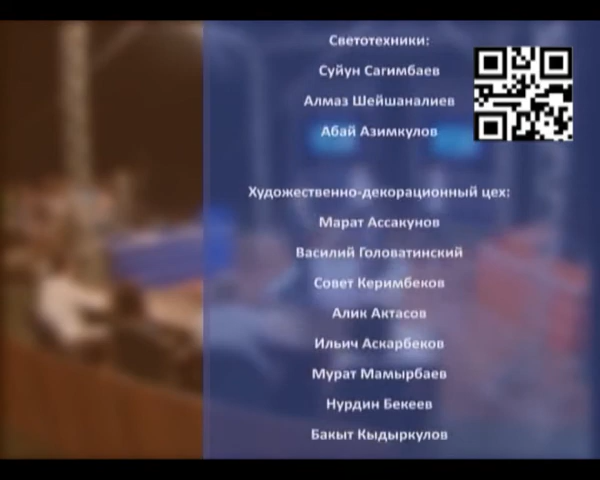 Светотехники:
Суйун Сагимбаев
Алмаз Шейшаналиев
Абай Азимкулов
Художественно-декорационный цех:
Марат Ассакунов
Василий Головатинский
Совет Керимбеков
Алик Актасов
Ильич Аскарбеков
Мурат Мамырбаев
Нурдин Бекеев
Бакыт Кыдыркулов